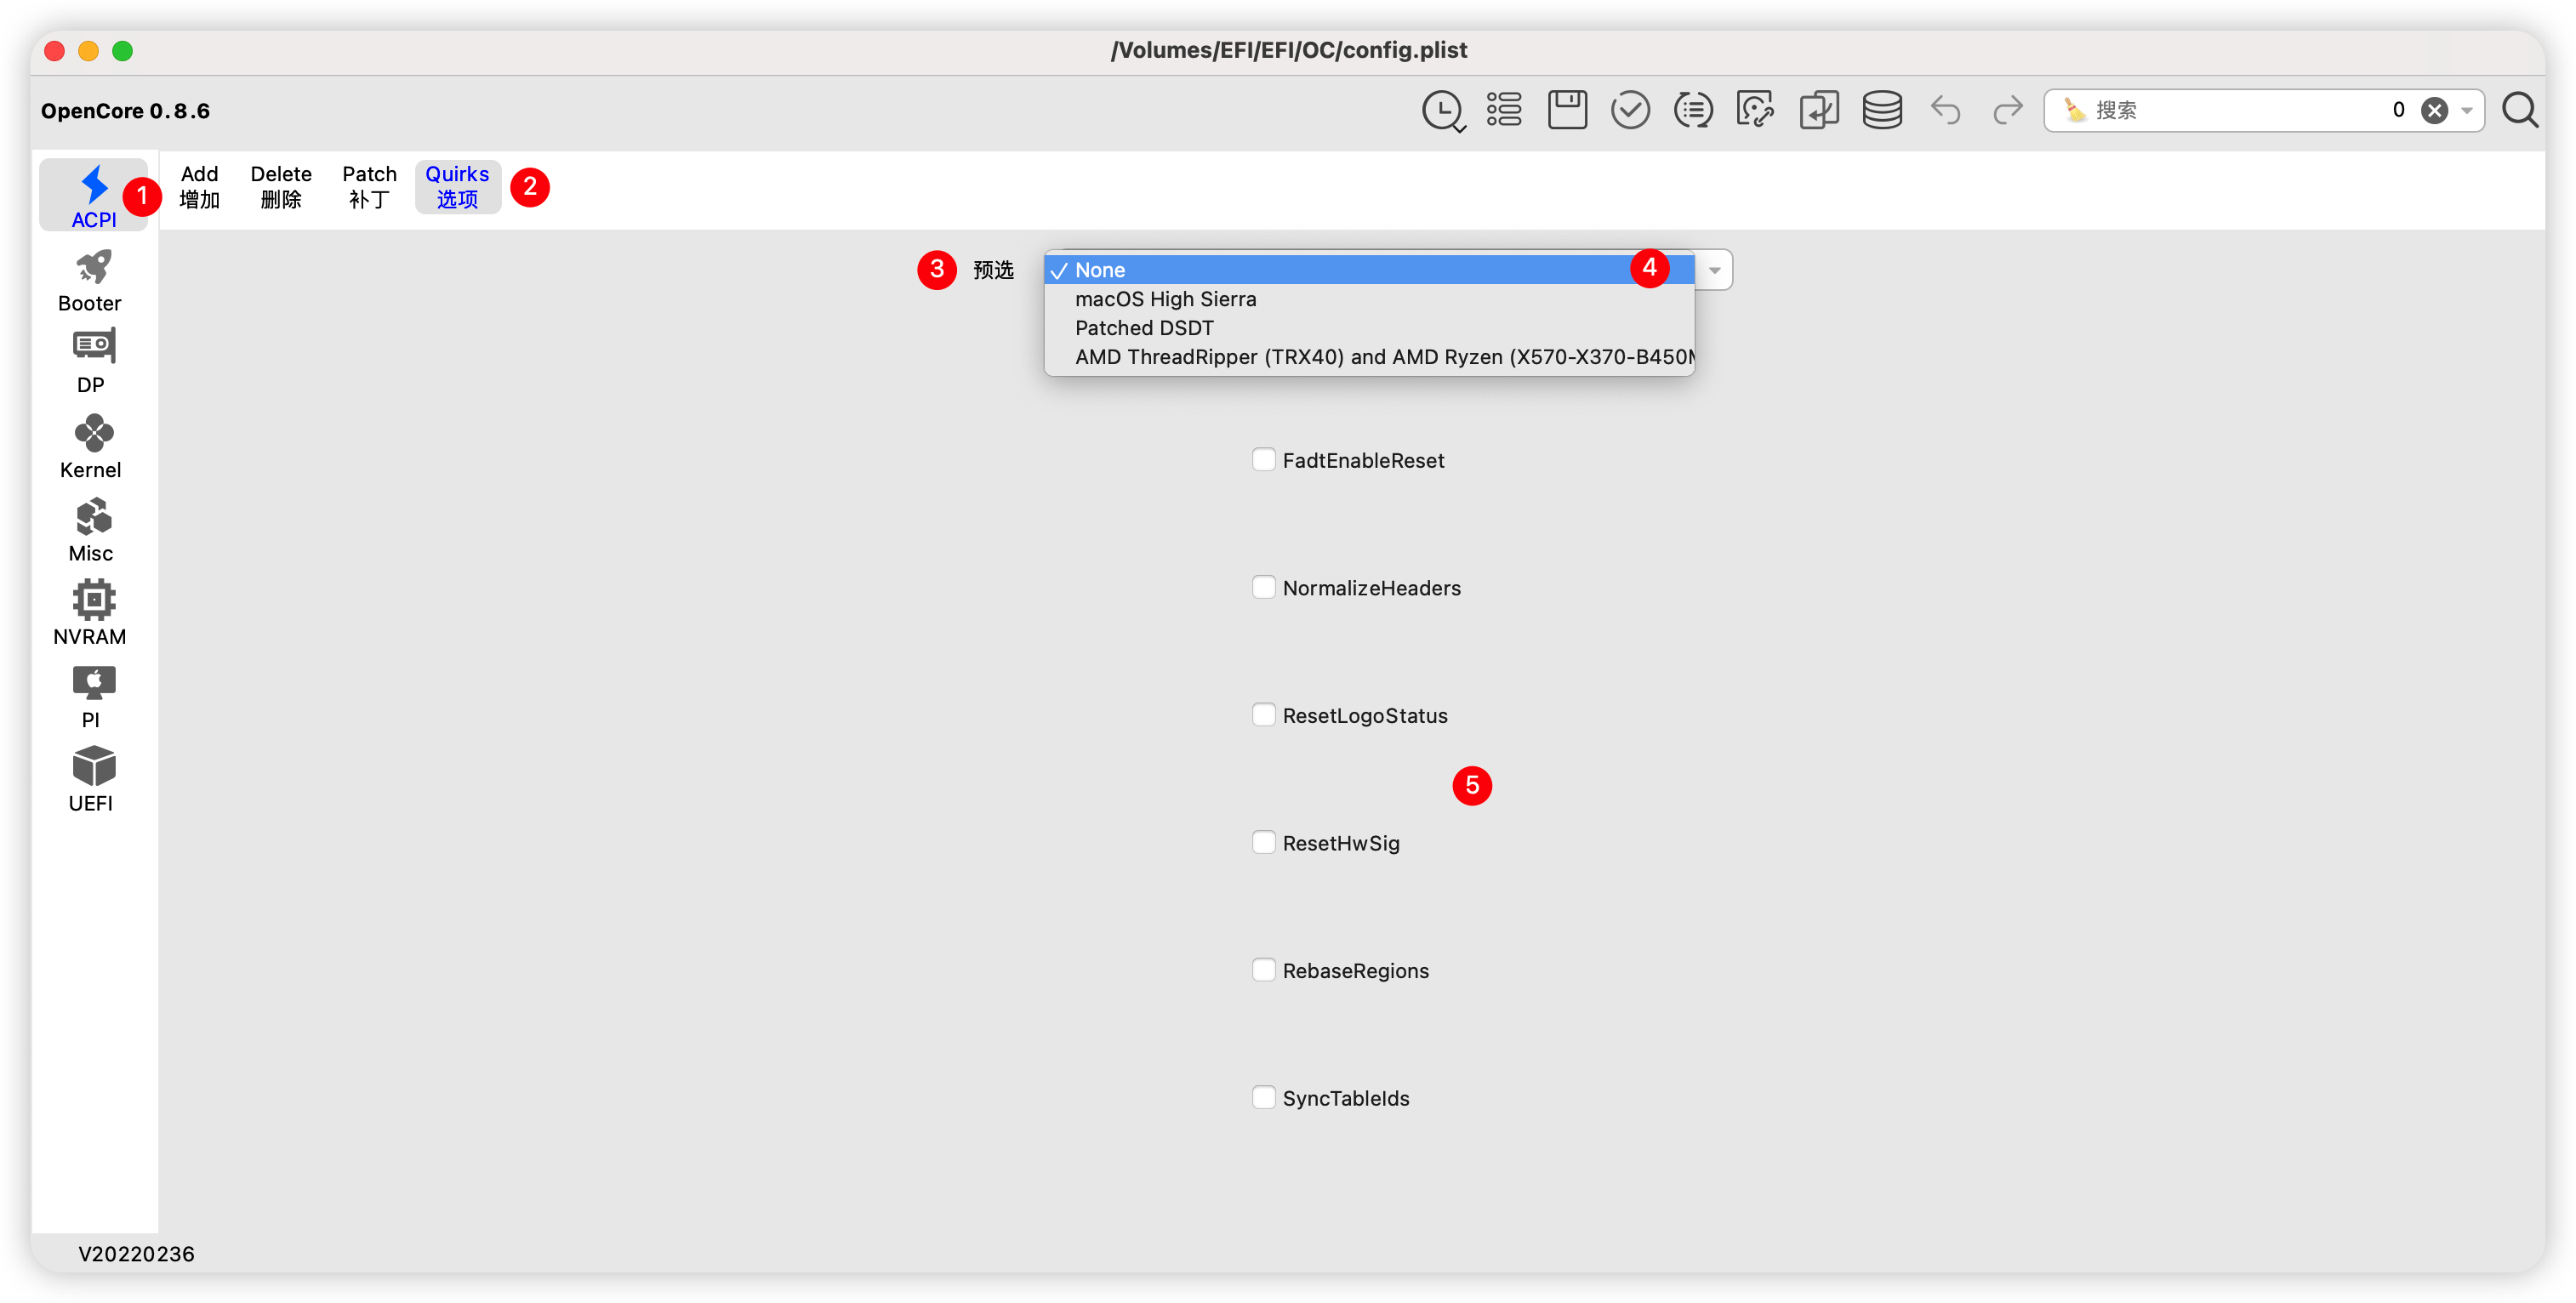 /Volumes/EFI/EFI/OC/config.plist
OpenCore 0.8.6
搜索
0
ACPI
1
Add
增加
Delete
删除
Patch
补丁
Quirks
选项
2
3
预选
None
4
macOS High Sierra
Patched DSDT
AMD ThreadRipper (TRX40) and AMD Ryzen (X570-X370-B450M
Booter
DP
Kernel
Misc
NVRAM
PI
UEFI
FadtEnableReset
NormalizeHeaders
ResetLogoStatus
5
ResetHwSig
RebaseRegions
SyncTableIds
V20220236